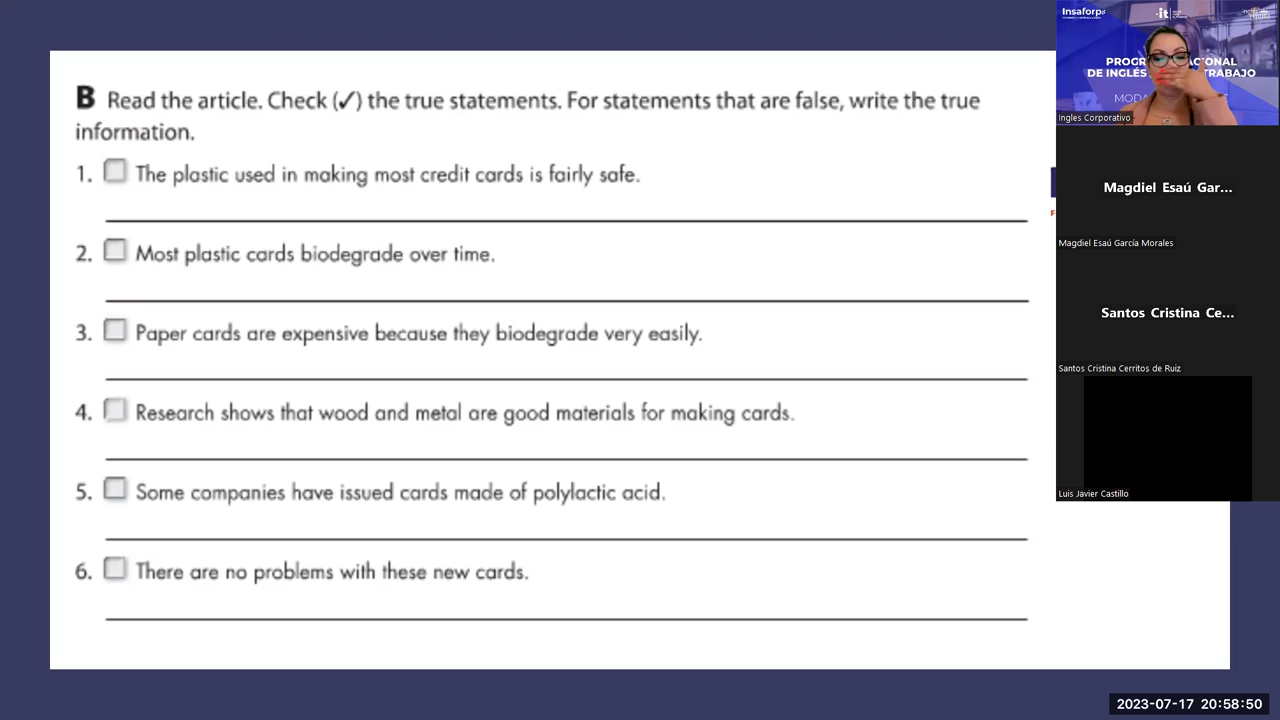 B Read the article. Check (✓) the true statements. For statements that are false, write the true
information.
1. The plastic used in making most credit cards is fairly safe.
2. Most plastic cards biodegrade over time.
3. Paper cards are expensive because they biodegrade very easily.
4. Research shows that wood and metal are good materials for making cards.
5. Some companies have issued cards made of polylactic acid.
6. There are no problems with these new cards.
Insaforp
Ingles Corporativo
Magdiel Esaú Gar...
Magdiel Esaú García Morales
Santos Cristina Ce...
Santos Cristina Cerritos de Ruiz
Luis Javier Castillo
2023-07-17 20:58:50